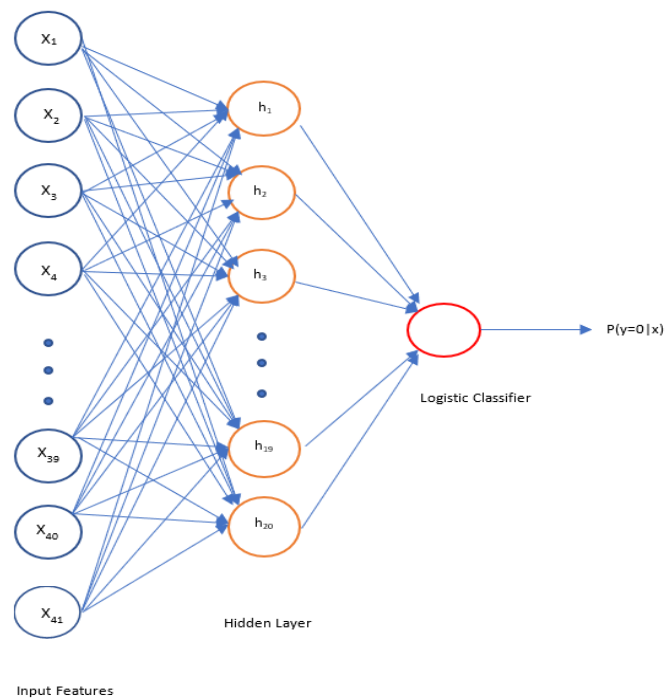 X1
X2
X3
X4
X39
X40
X41
Input Features
h1
h2
h3
h19
h20
Hidden Layer
Logistic Classifier
P(y=0|x)